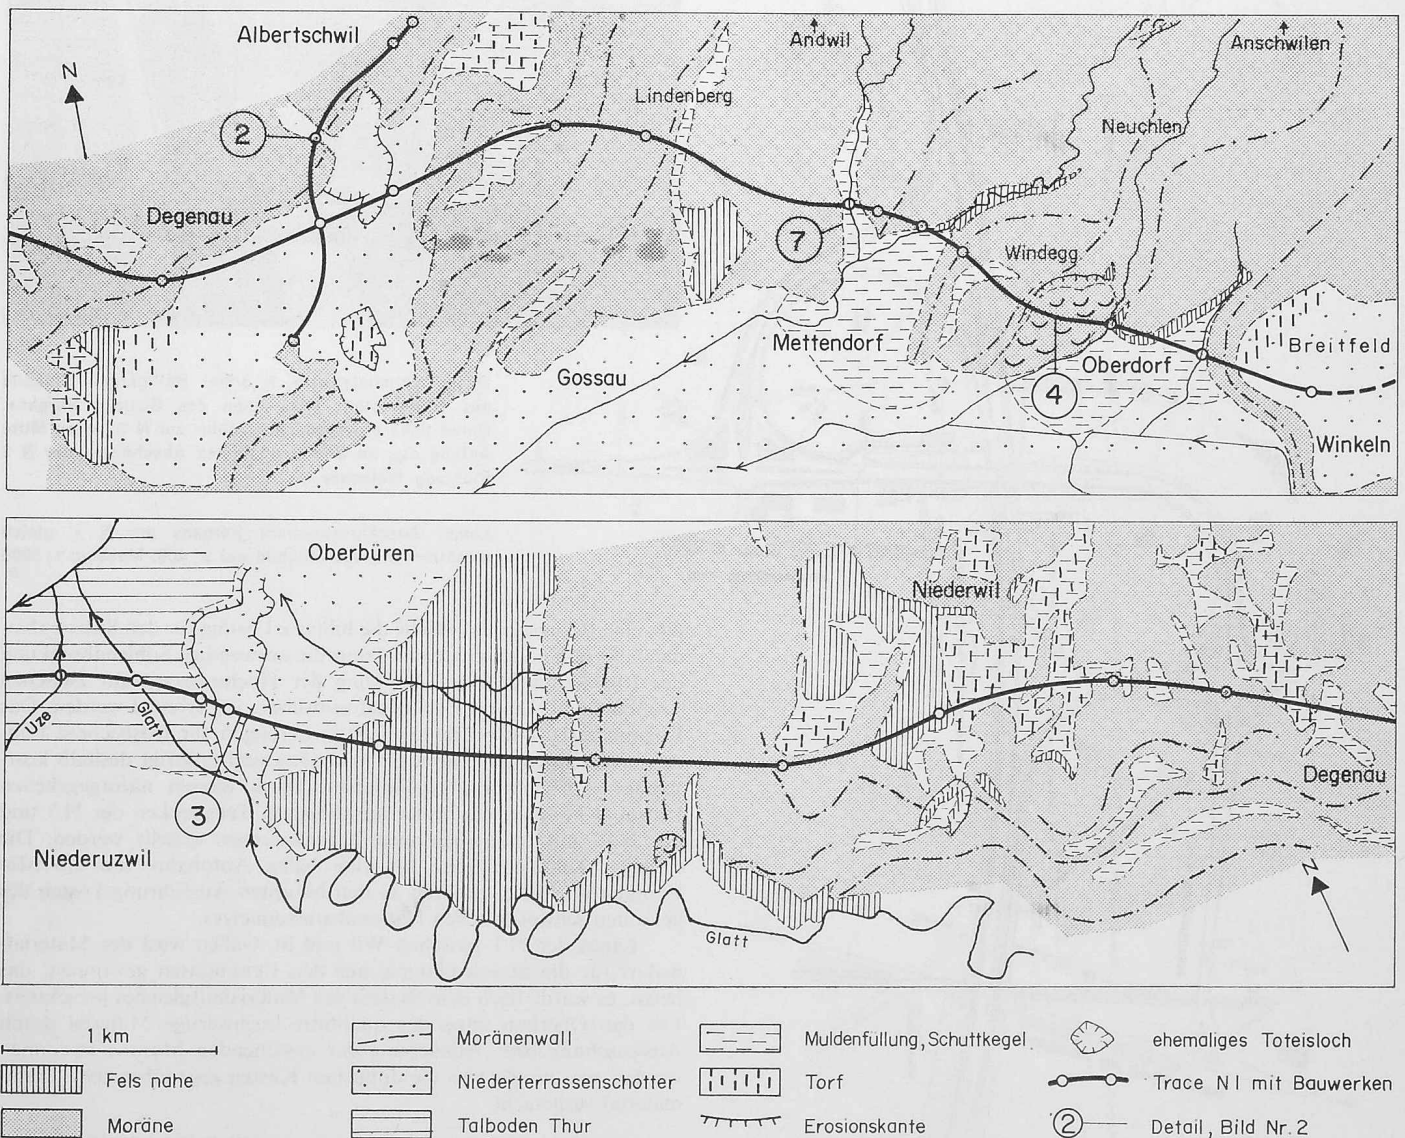 Albertschwil
Andwil
Anschwilen
N
Lindenberg
2
Neuchlen
Degenau
7
Windegg
Mettendorf
Breitfeld
Gossau
Oberdorf
4
Winkeln
Oberbüren
Niederwil
Uze
Glatt
Degenau
3
Niederuzwil
N
Glatt
1 km
Moränenwall
Muldenfüllung, Schuttkegel
ehemaliges Toteisloch
Fels nahe
Niederterrassenschotter
Torf
Trace N1 mit Bauwerken
Moräne
Talboden Thur
Erosionskante
2
Detail, Bild Nr. 2